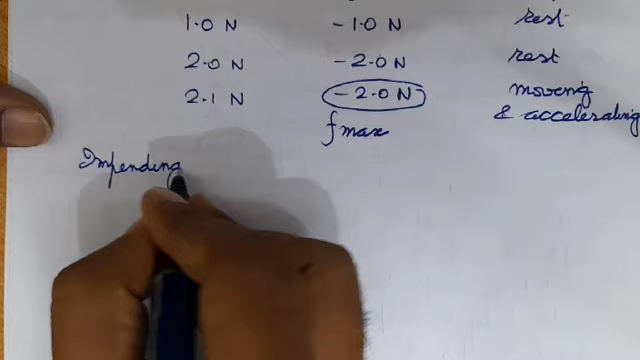 1.0 N -1.0 N rest
2.0 N -2.0 N rest
2.1 N -2.0 N moving
& accelerating
fmax
Impending